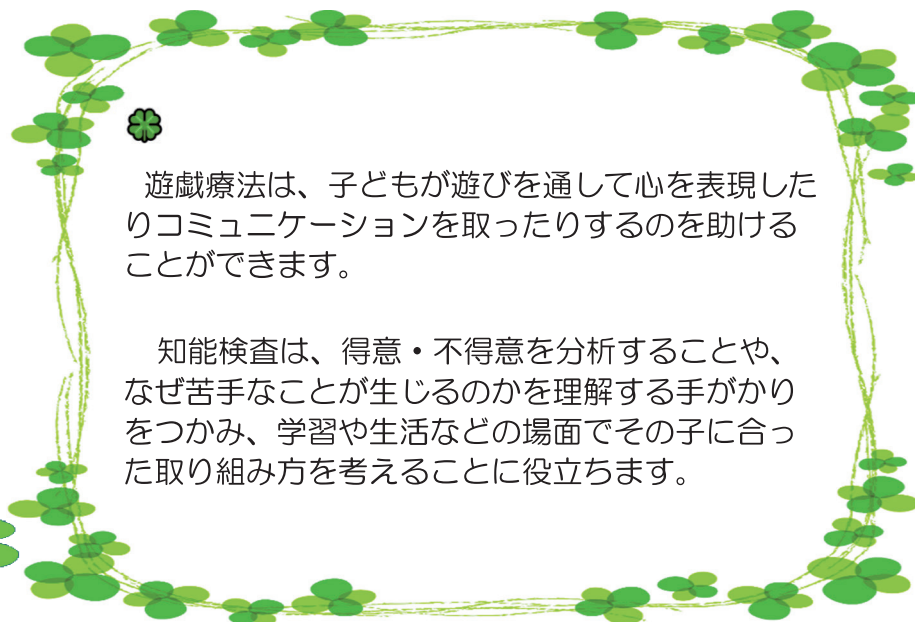 遊戯療法は、子どもが遊びを通して心を表現した
りコミュニケーションを取ったりするのを助ける
ことができます。
知能検査は、得意・不得意を分析することや、
なぜ苦手なことが生じるのかを理解する手がかり
をつかみ、学習や生活などの場面でその子に合っ
た取り組み方を考えることに役立ちます。